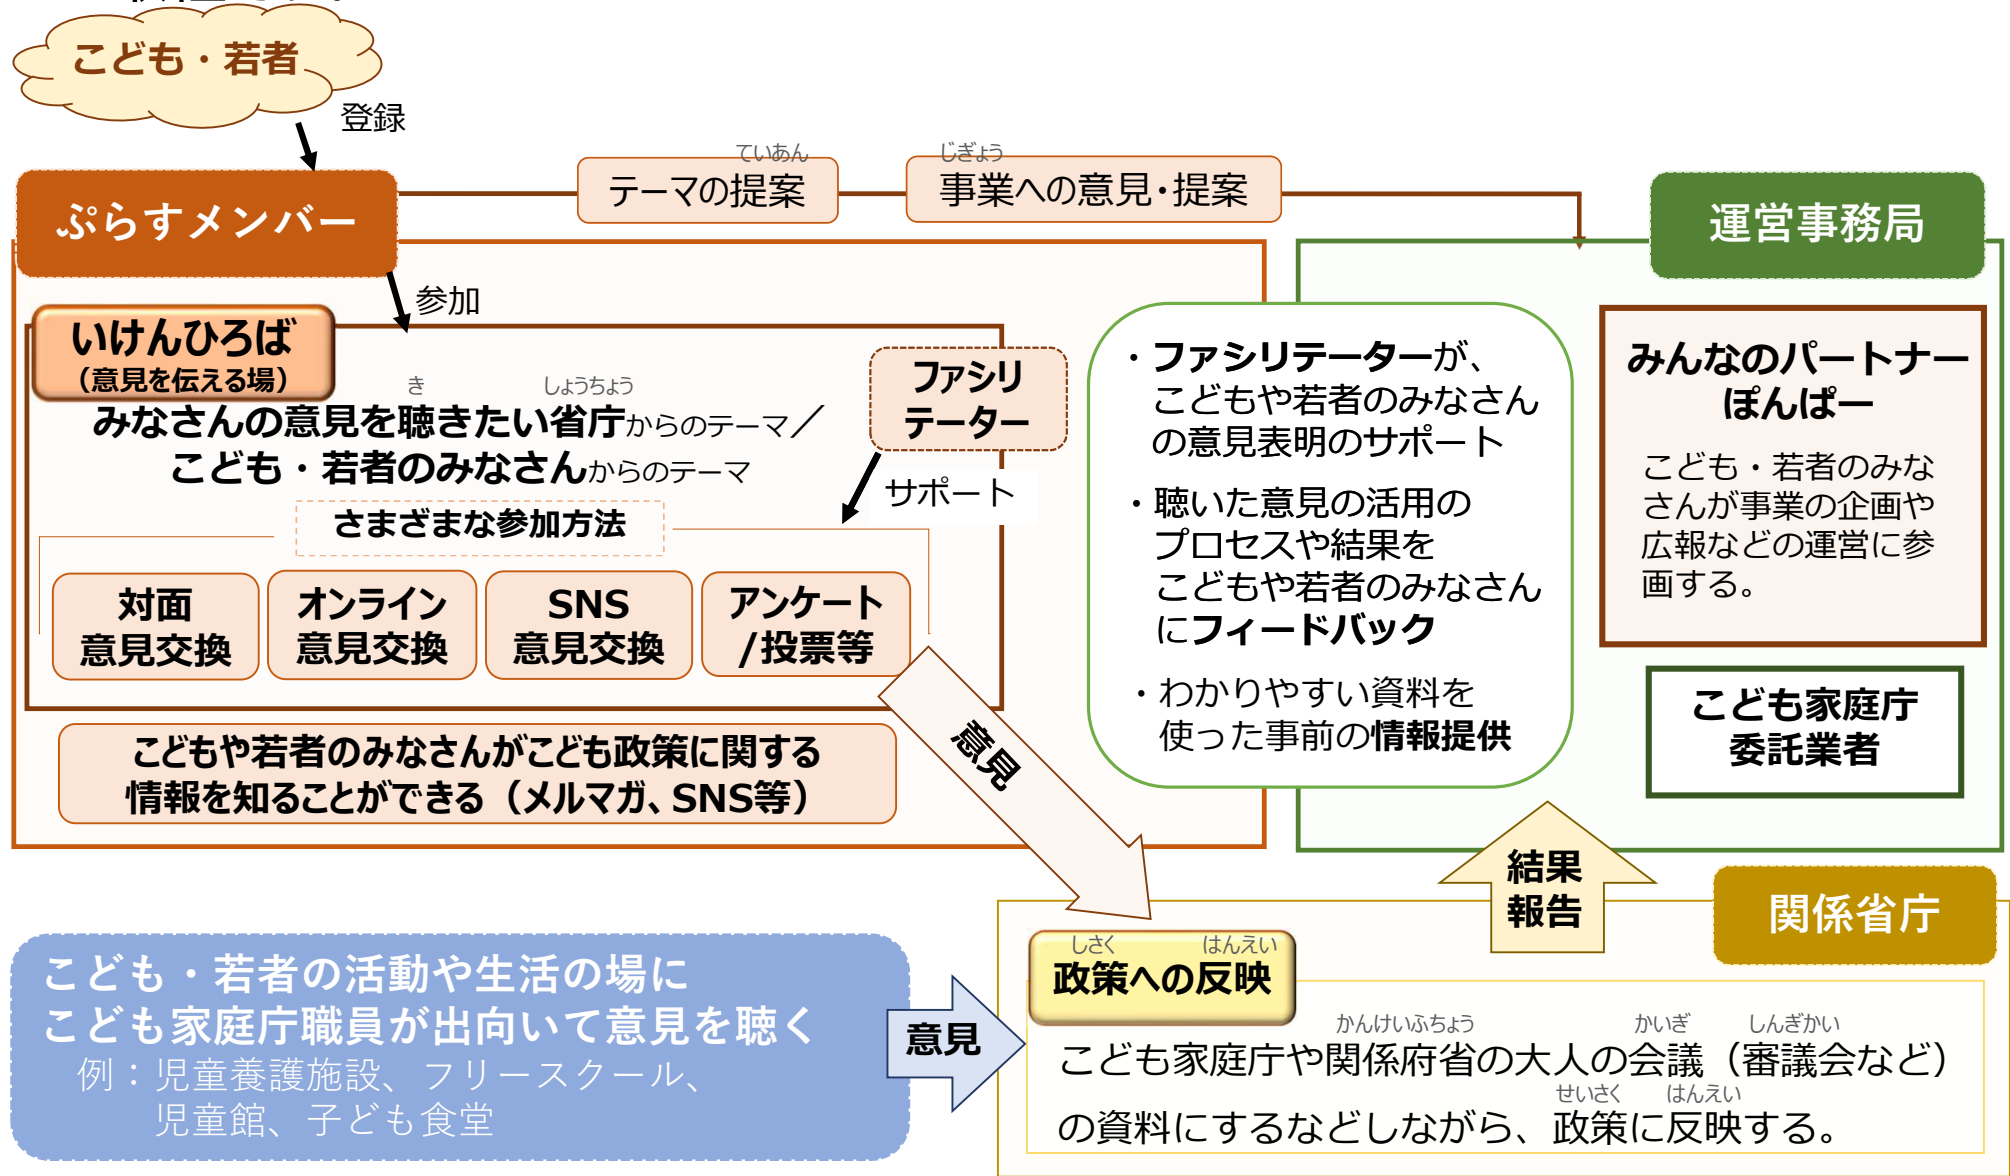 こども・若者
登録
ていあん
テーマの提案
じぎょう
事業への意見・提案
ぷらすメンバー
運営事務局
参加
いけんひろば
（意見を伝える場）
き　しょうちょう
みなさんの意見を聴きたい省庁からのテーマ／
こども・若者のみなさんからのテーマ
ファシリ
テーター
サポート
さまざまな参加方法
対面
意見交換
オンライン
意見交換
SNS
意見交換
アンケート
/投票等
こどもや若者のみなさんがこども政策に関する
情報を知ることができる（メルマガ、SNS等）
意見
・ファシリテーターが、
こどもや若者のみなさん
の意見表明のサポート
・聴いた意見の活用の
プロセスや結果を
こどもや若者のみなさん
にフィードバック
・わかりやすい資料を
使った事前の情報提供
みんなのパートナー
ぽんぱー
こども・若者のみな
さんが事業の企画や
広報などの運営に参
画する。
こども家庭庁
委託業者
結果
報告
関係省庁
こども・若者の活動や生活の場に
こども家庭庁職員が出向いて意見を聴く
例：児童養護施設、フリースクール、
児童館、子ども食堂
意見
しさく　はんえい
政策への反映
かんけいふちょう　かいぎ　しんぎかい
こども家庭庁や関係府省の大人の会議（審議会など）
せいさく　はんえい
の資料にするなどしながら、政策に反映する。